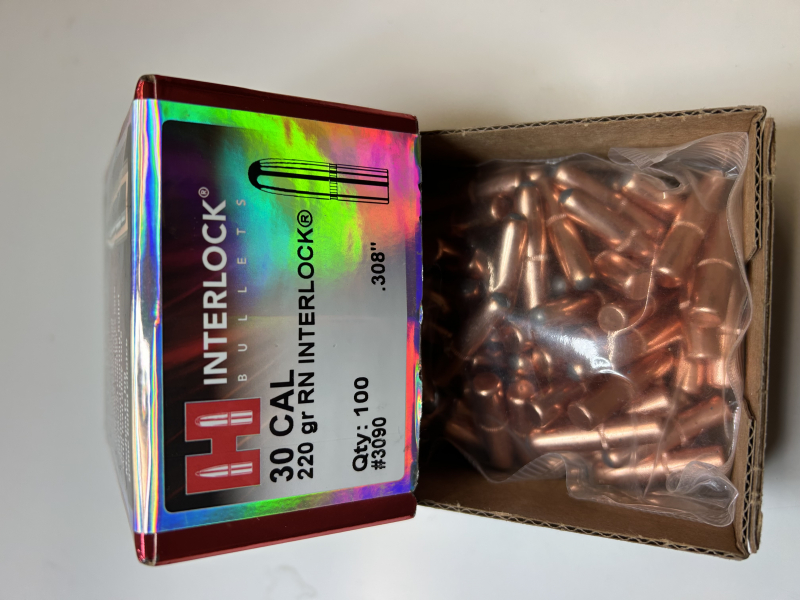 INTERLOCK®
BULLETS
30 CAL
220 gr RN INTERLOCK®
.308"
Qty: 100
#3090